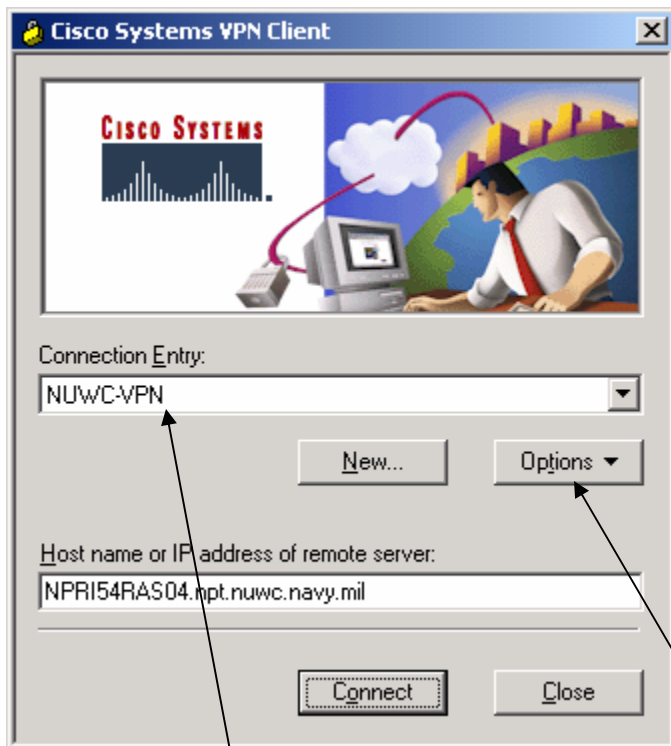 Cisco Systems VPN Client
CISCO SYSTEMS
Connection Entry:
NUWC-VPN
New...
Options
Host name or IP address of remote server:
NPRI54RAS04.npt.nuwc.navy.mil
Connect
Close